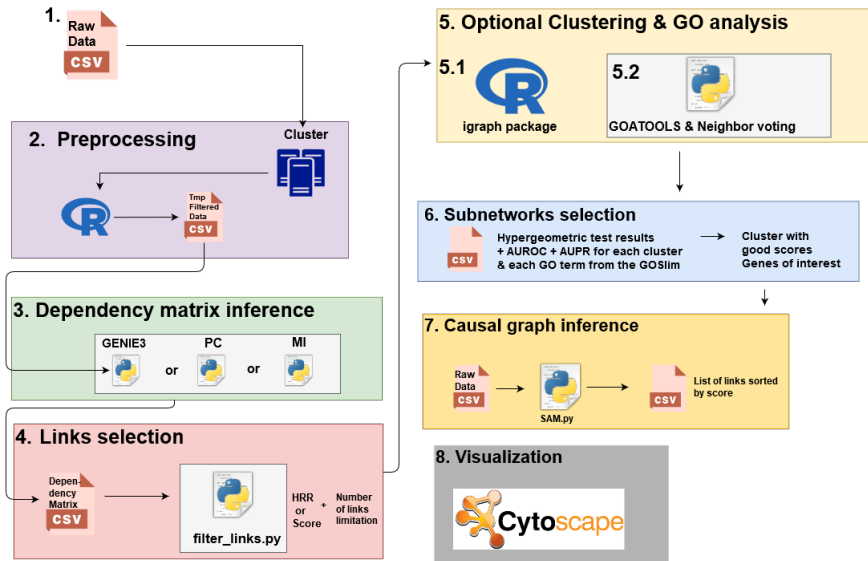 1.
Raw
Data
CSV
2. Preprocessing
Cluster
R
Tmp
Filtered
Data
CSV
3. Dependency matrix inference
GENIE3
or
PC
or
MI
4. Links selection
Depen-
dency
Matrix
CSV
filter_links.py
HRR
or
Score
+
Number
of links
limitation
5. Optional Clustering & GO analysis
5.1
R
igraph package
5.2
GOATOOLS & Neighbor voting
6. Subnetworks selection
CSV
Hypergeometric test results
+ AUROC + AUPR for each cluster
& each GO term from the GOSlim
Cluster with
good scores
Genes of interest
7. Causal graph inference
Raw
Data
CSV
SAM.py
CSV
List of links sorted
by score
8. Visualization
Cytoscape